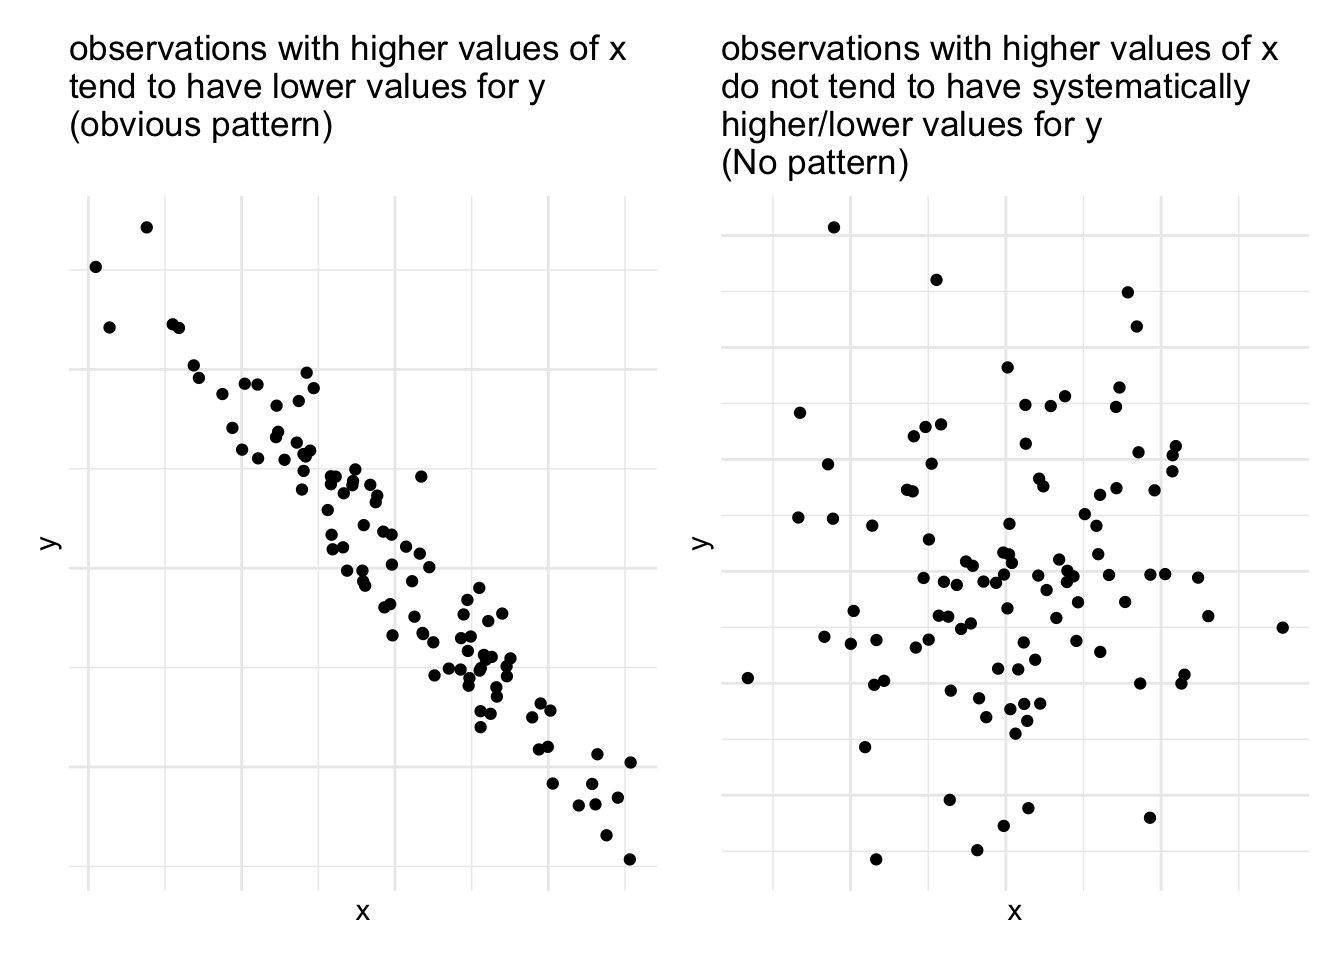 observations with higher values of x
tend to have lower values for y
(obvious pattern)
y
x
observations with higher values of x
do not tend to have systematically
higher/lower values for y
(No pattern)
y
x